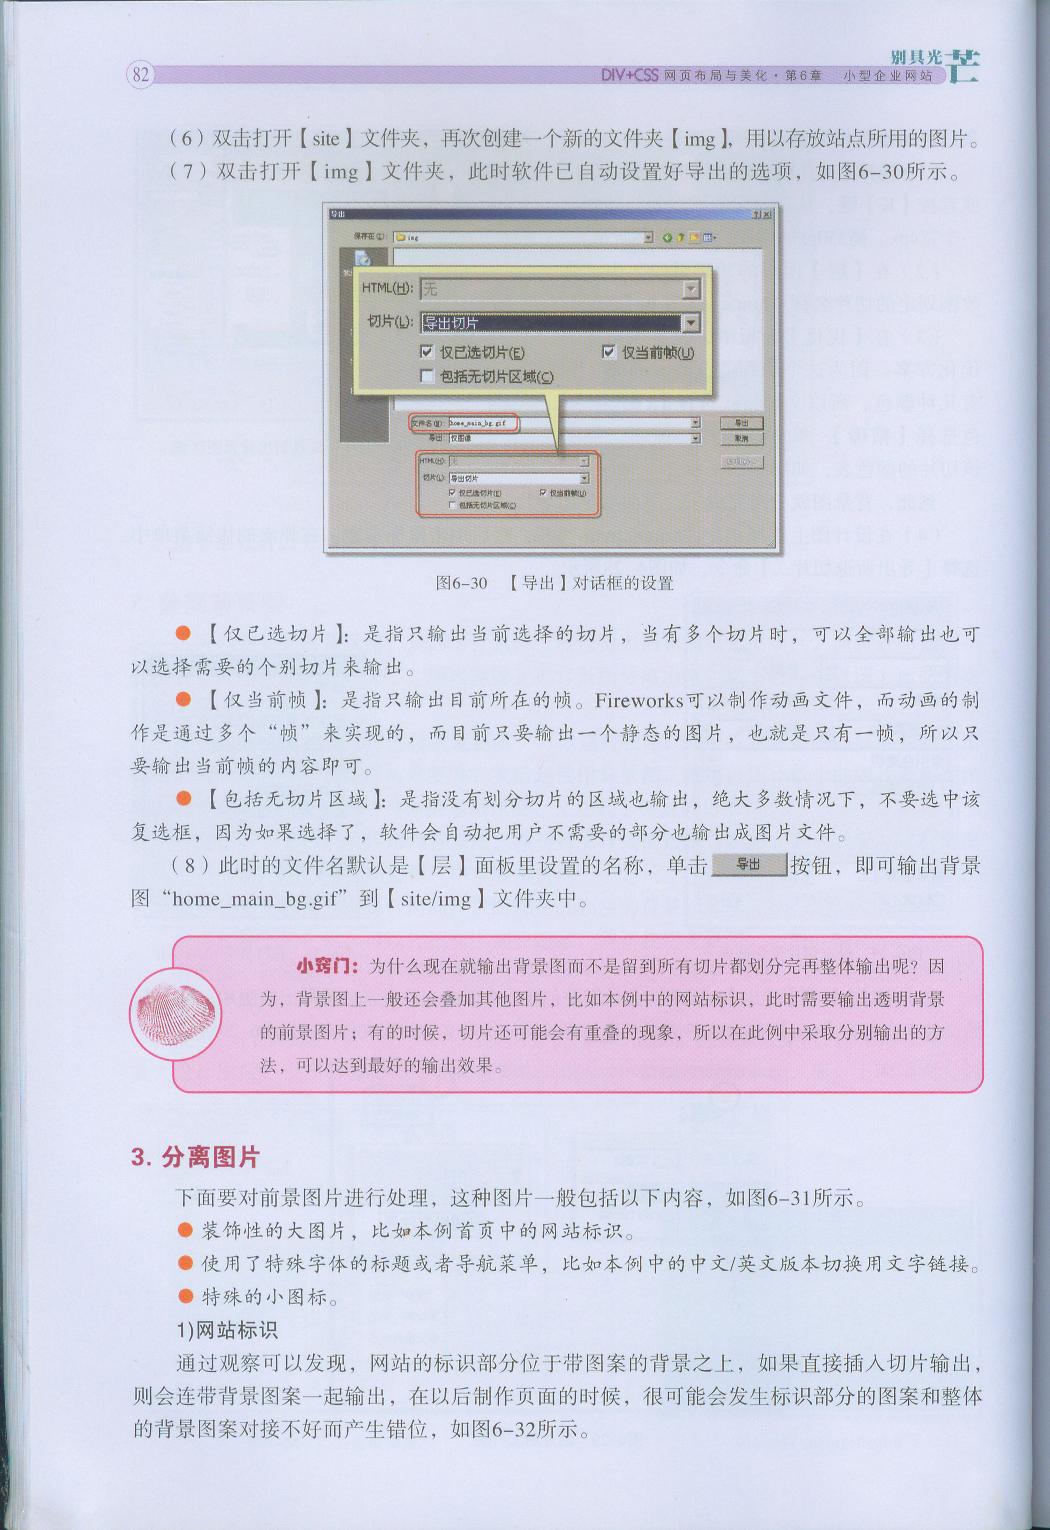 别具光芒
82
DIV+CSS 网页布局与美化·第6章 小型企业网站
（6）双击打开【site】文件夹，再次创建一个新的文件夹【img】，用以存放站点所用的图片。
（7）双击打开【img】文件夹，此时软件已自动设置好导出的选项，如图6-30所示。
导出
保存在(I): img
HTML(H): 无
切片(L): 导出切片
仅已选切片(E) 仅当前帧(U)
包括无切片区域(C)
文件名(N): home_main_bg.gif 导出
导出: 仅图像 取消
HTML(H): 无
切片(L): 导出切片
仅已选切片(E) 仅当前帧(U)
包括无切片区域(C)
图6-30 【导出】对话框的设置
● 【仅已选切片】：是指只输出当前选择的切片，当有多个切片时，可以全部输出也可
以选择需要的个别切片来输出。
● 【仅当前帧】：是指只输出目前所在的帧。Fireworks可以制作动画文件，而动画的制
作是通过多个“帧”来实现的，而目前只要输出一个静态的图片，也就是只有一帧，所以只
要输出当前帧的内容即可。
● 【包括无切片区域】：是指没有划分切片的区域也输出，绝大多数情况下，不要选中该
复选框，因为如果选择了，软件会自动把用户不需要的部分也输出成图片文件。
（8）此时的文件名默认是【层】面板里设置的名称，单击 导出 按钮，即可输出背景
图“home_main_bg.gif”到【site/img】文件夹中。
小窍门：为什么现在就输出背景图而不是留到所有切片都划分完再整体输出呢？因
为，背景图上一般还会叠加其他图片，比如本例中的网站标识，此时需要输出透明背景
的前景图片；有的时候，切片还可能会有重叠的现象，所以在此例中采取分别输出的方
法，可以达到最好的输出效果。
3. 分离图片
下面要对前景图片进行处理，这种图片一般包括以下内容，如图6-31所示。
● 装饰性的大图片，比如本例首页中的网站标识。
● 使用了特殊字体的标题或者导航菜单，比如本例中的中文/英文版本切换用文字链接。
● 特殊的小图标。
1)网站标识
通过观察可以发现，网站的标识部分位于带图案的背景之上，如果直接插入切片输出，
则会连带背景图案一起输出，在以后制作页面的时候，很可能会发生标识部分的图案和整体
的背景图案对接不好而产生错位，如图6-32所示。